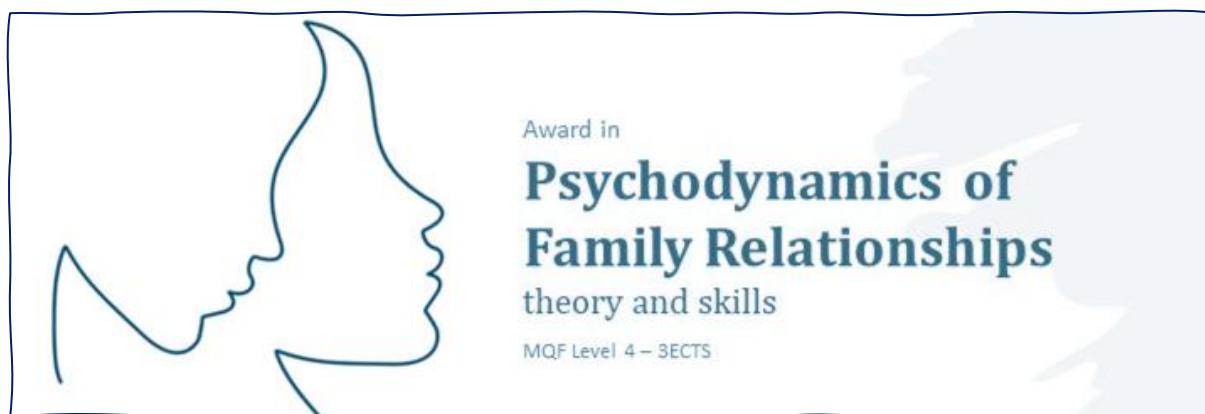 Award in
Psychodynamics of
Family Relationships
theory and skills
MQF Level 4 – 3ECTS